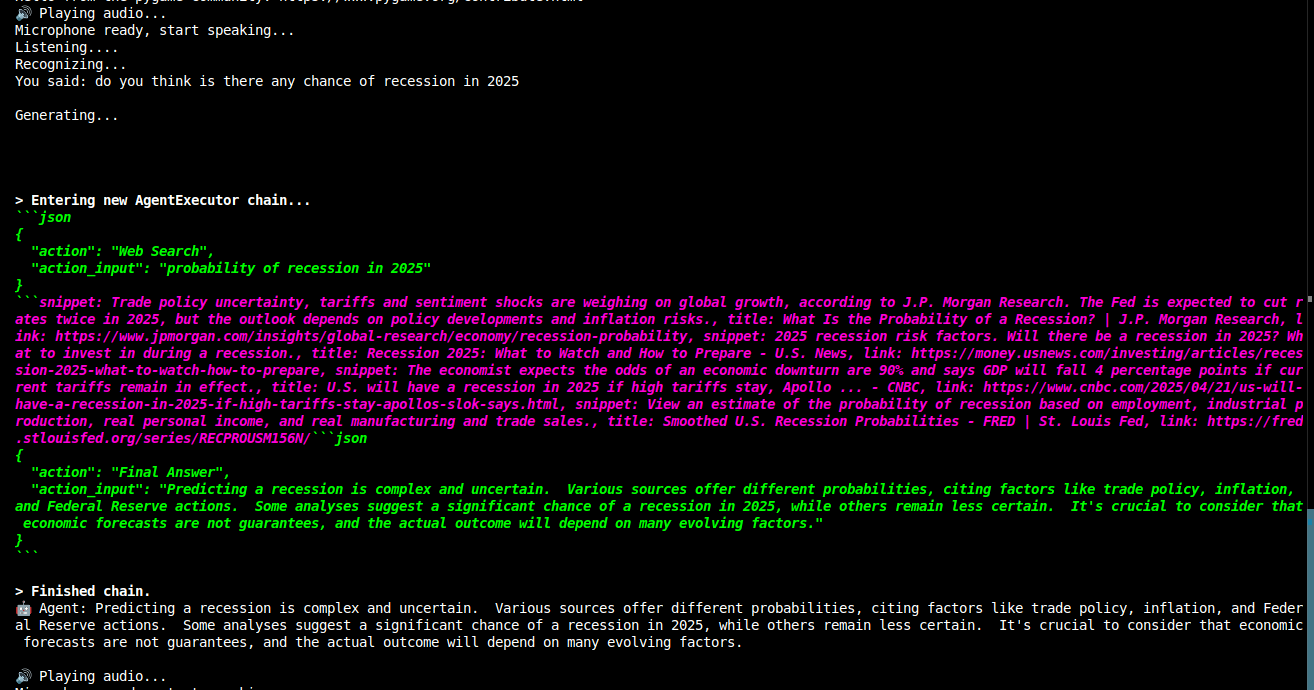 🔊 Playing audio...
Microphone ready, start speaking...
Listening....
Recognizing...
You said: do you think is there any chance of recession in 2025
Generating...
> Entering new AgentExecutor chain...
```json
{
  "action": "Web Search",
  "action_input": "probability of recession in 2025"
}
```snippet: Trade policy uncertainty, tariffs and sentiment shocks are weighing on global growth, according to J.P. Morgan Research. The Fed is expected to cut r
ates twice in 2025, but the outlook depends on policy developments and inflation risks., title: What Is the Probability of a Recession? | J.P. Morgan Research, l
ink: https://www.jpmorgan.com/insights/global-research/economy/recession-probability, snippet: 2025 recession risk factors. Will there be a recession in 2025? Wh
at to invest in during a recession., title: Recession 2025: What to Watch and How to Prepare - U.S. News, link: https://money.usnews.com/investing/articles/reces
sion-2025-what-to-watch-how-to-prepare, snippet: The economist expects the odds of an economic downturn are 90% and says GDP will fall 4 percentage points if cur
rent tariffs remain in effect., title: U.S. will have a recession in 2025 if high tariffs stay, Apollo ... - CNBC, link: https://www.cnbc.com/2025/04/21/us-will-
have-a-recession-in-2025-if-high-tariffs-stay-apollos-slok-says.html, snippet: View an estimate of the probability of recession based on employment, industrial p
roduction, real personal income, and real manufacturing and trade sales., title: Smoothed U.S. Recession Probabilities - FRED | St. Louis Fed, link: https://fred
.stlouisfed.org/series/RECPROUSM156N/```json
{
  "action": "Final Answer",
  "action_input": "Predicting a recession is complex and uncertain.  Various sources offer different probabilities, citing factors like trade policy, inflation,
and Federal Reserve actions.  Some analyses suggest a significant chance of a recession in 2025, while others remain less certain.  It's crucial to consider that
 economic forecasts are not guarantees, and the actual outcome will depend on many evolving factors."
}
```
> Finished chain.
🤖 Agent: Predicting a recession is complex and uncertain.  Various sources offer different probabilities, citing factors like trade policy, inflation, and Feder
al Reserve actions.  Some analyses suggest a significant chance of a recession in 2025, while others remain less certain.  It's crucial to consider that economic
 forecasts are not guarantees, and the actual outcome will depend on many evolving factors.
🔊 Playing audio...